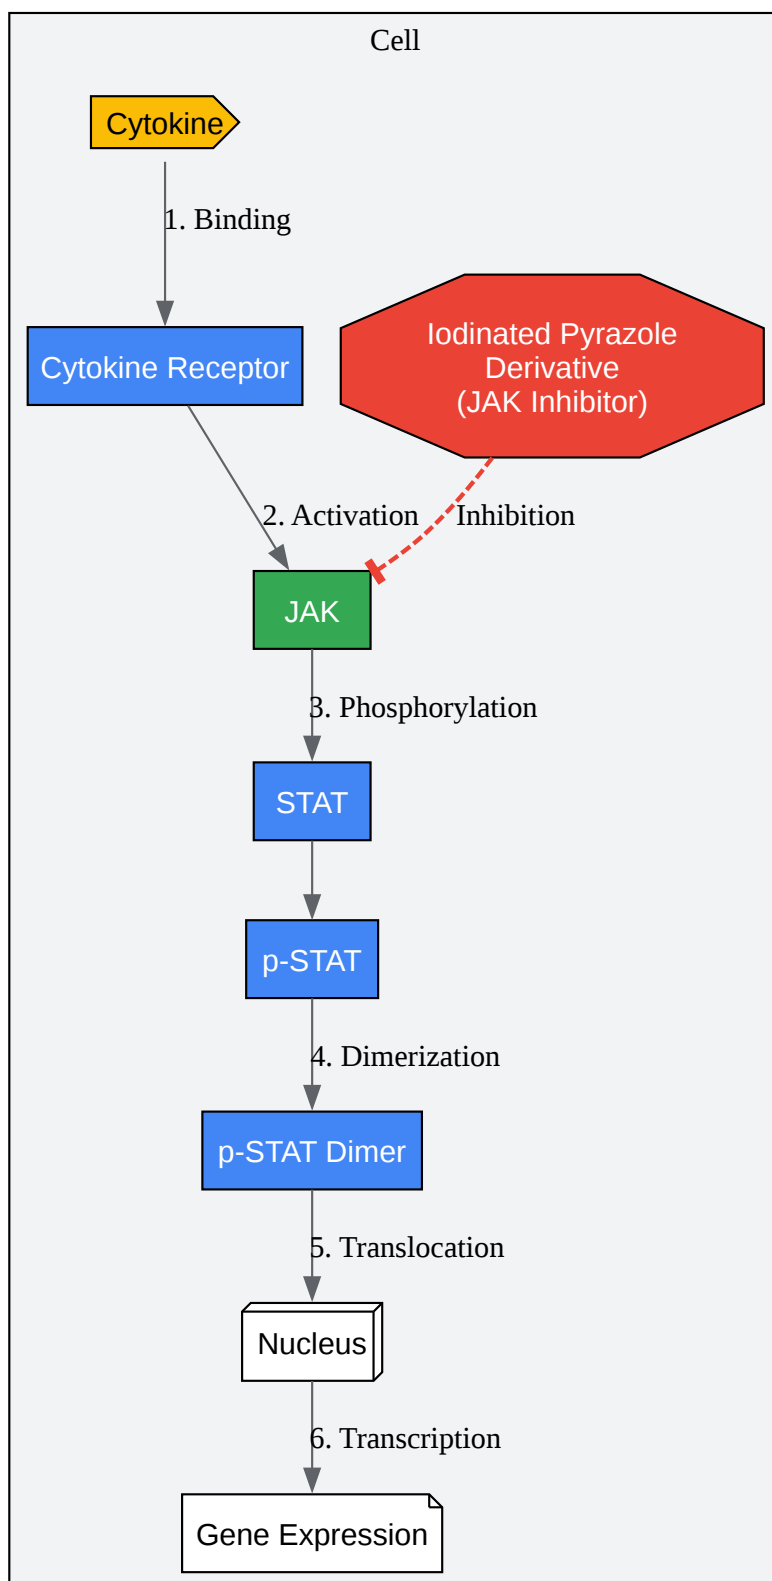 Cell
Cytokine
1. Binding
Cytokine Receptor
Iodinated Pyrazole
Derivative
(JAK Inhibitor)
2. Activation
Inhibition
JAK
3. Phosphorylation
STAT
p-STAT
4. Dimerization
p-STAT Dimer
5. Translocation
Nucleus
6. Transcription
Gene Expression